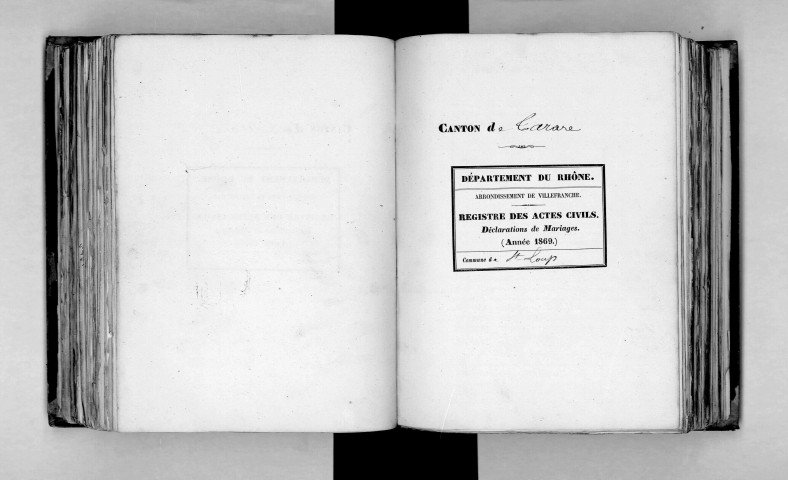 CANTON de Tarare
DÉPARTEMENT DU RHÔNE.
ARRONDISSEMENT DE VILLEFRANCHE.
REGISTRE DES ACTES CIVILS.
Déclarations de Mariages.
(Année 1869.)
Commune de St Loup